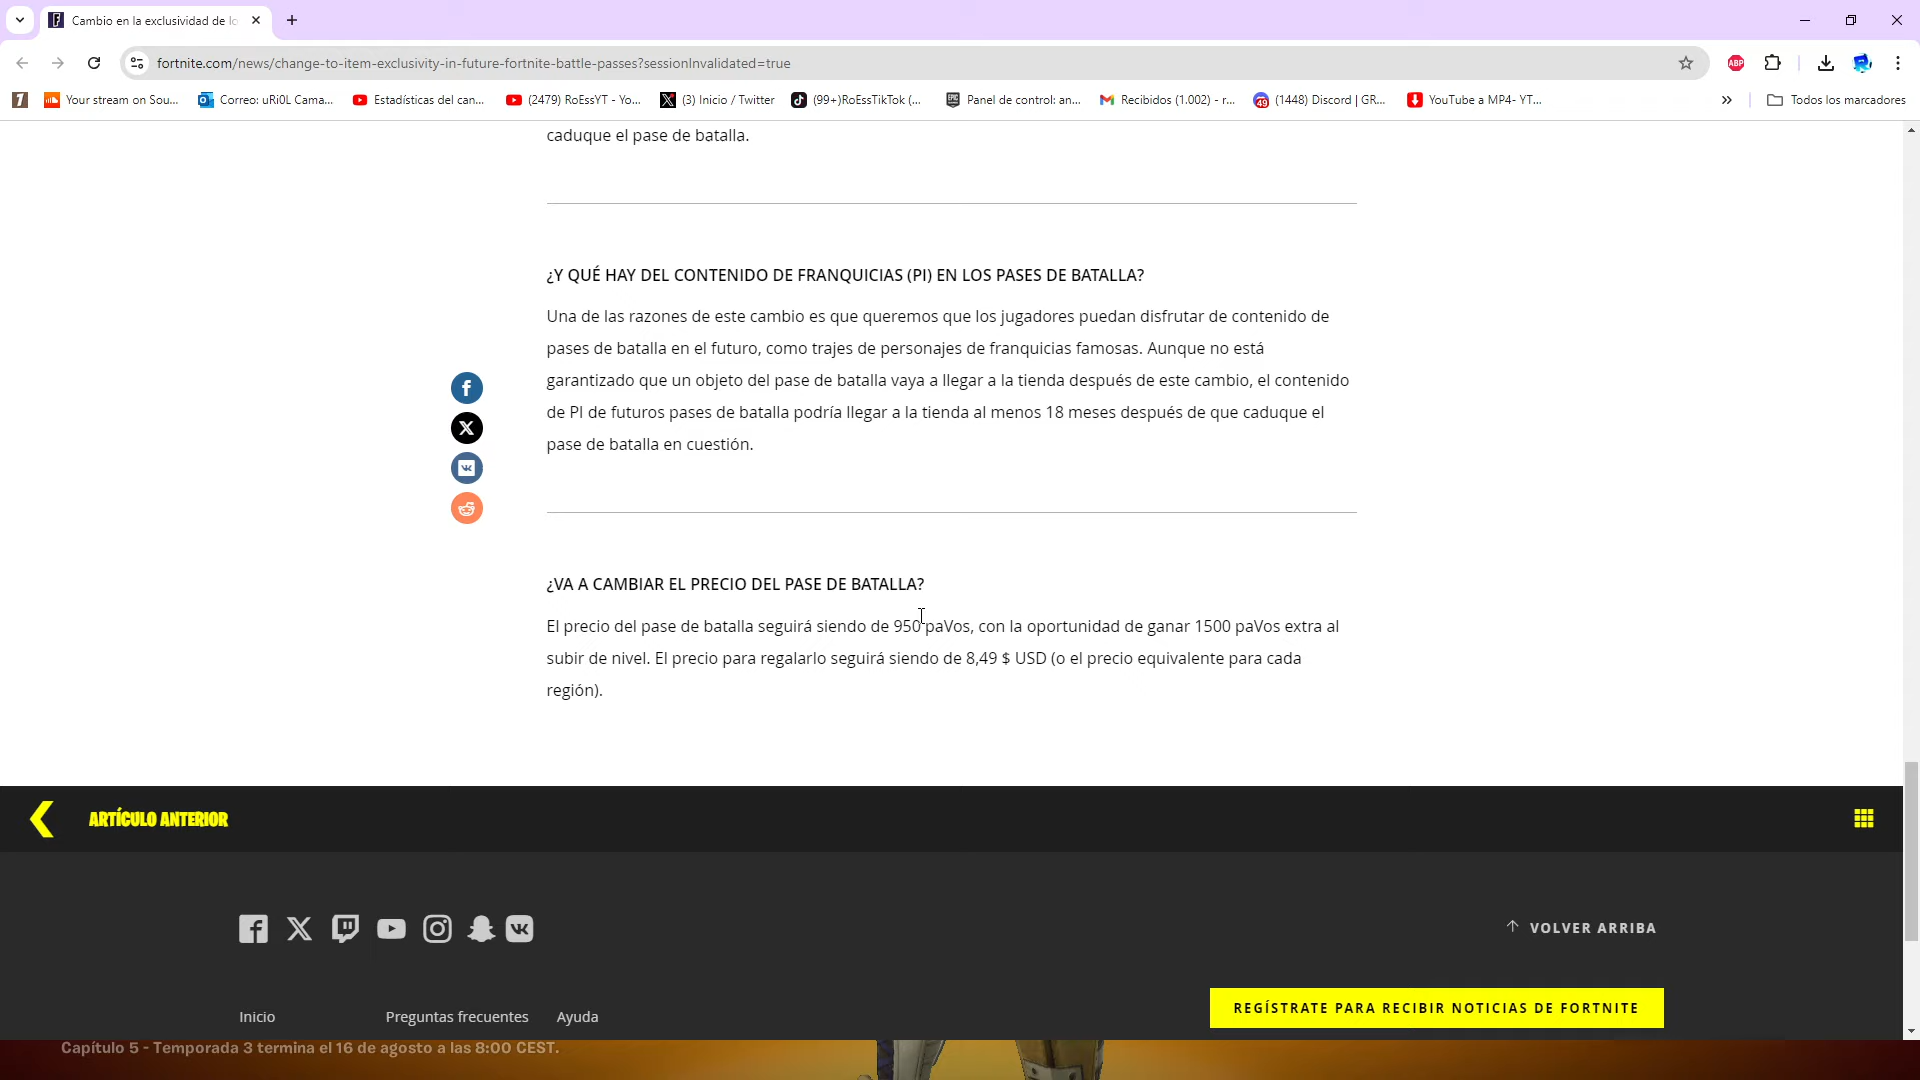 Cambio en la exclusividad de lo
fortnite.com/news/change-to-item-exclusivity-in-future-fortnite-battle-passes?sessionInvalidated=true
ABP
Your stream on Sou...
Correo: uRi0L Cama...
Estadísticas del can...
(2479) RoEssYT - Yo...
(3) Inicio / Twitter
(99+)RoEssTikTok (...
Panel de control: an...
Recibidos (1.002) - r...
49
(1448) Discord | GR...
YouTube a MP4- YT...
»
Todos los marcadores
caduque el pase de batalla.
¿Y QUÉ HAY DEL CONTENIDO DE FRANQUICIAS (PI) EN LOS PASES DE BATALLA?
Una de las razones de este cambio es que queremos que los jugadores puedan disfrutar de contenido de
pases de batalla en el futuro, como trajes de personajes de franquicias famosas. Aunque no está
garantizado que un objeto del pase de batalla vaya a llegar a la tienda después de este cambio, el contenido
de PI de futuros pases de batalla podría llegar a la tienda al menos 18 meses después de que caduque el
pase de batalla en cuestión.
¿VA A CAMBIAR EL PRECIO DEL PASE DE BATALLA?
El precio del pase de batalla seguirá siendo de 950 paVos, con la oportunidad de ganar 1500 paVos extra al
subir de nivel. El precio para regalarlo seguirá siendo de 8,49 $ USD (o el precio equivalente para cada
región).
ARTÍCULO ANTERIOR
VOLVER ARRIBA
REGÍSTRATE PARA RECIBIR NOTICIAS DE FORTNITE
Inicio
Preguntas frecuentes
Ayuda
Capítulo 5 - Temporada 3 termina el 16 de agosto a las 8:00 CEST.